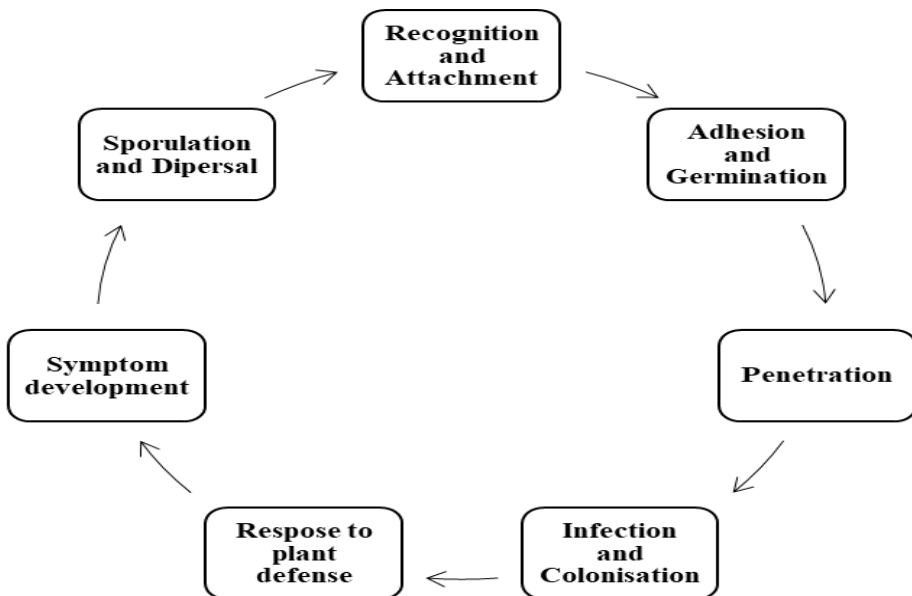 Recognition
and
Attachment
Adhesion
and
Germination
Penetration
Infection
and
Colonisation
Respose to
plant
defense
Symptom
development
Sporulation
and Dipersal